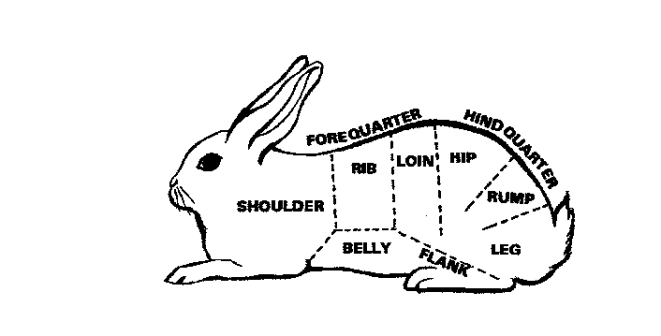 FOREQUARTER
HINDQUARTER
RIB
LOIN
HIP
SHOULDER
RUMP
BELLY
FLANK
LEG